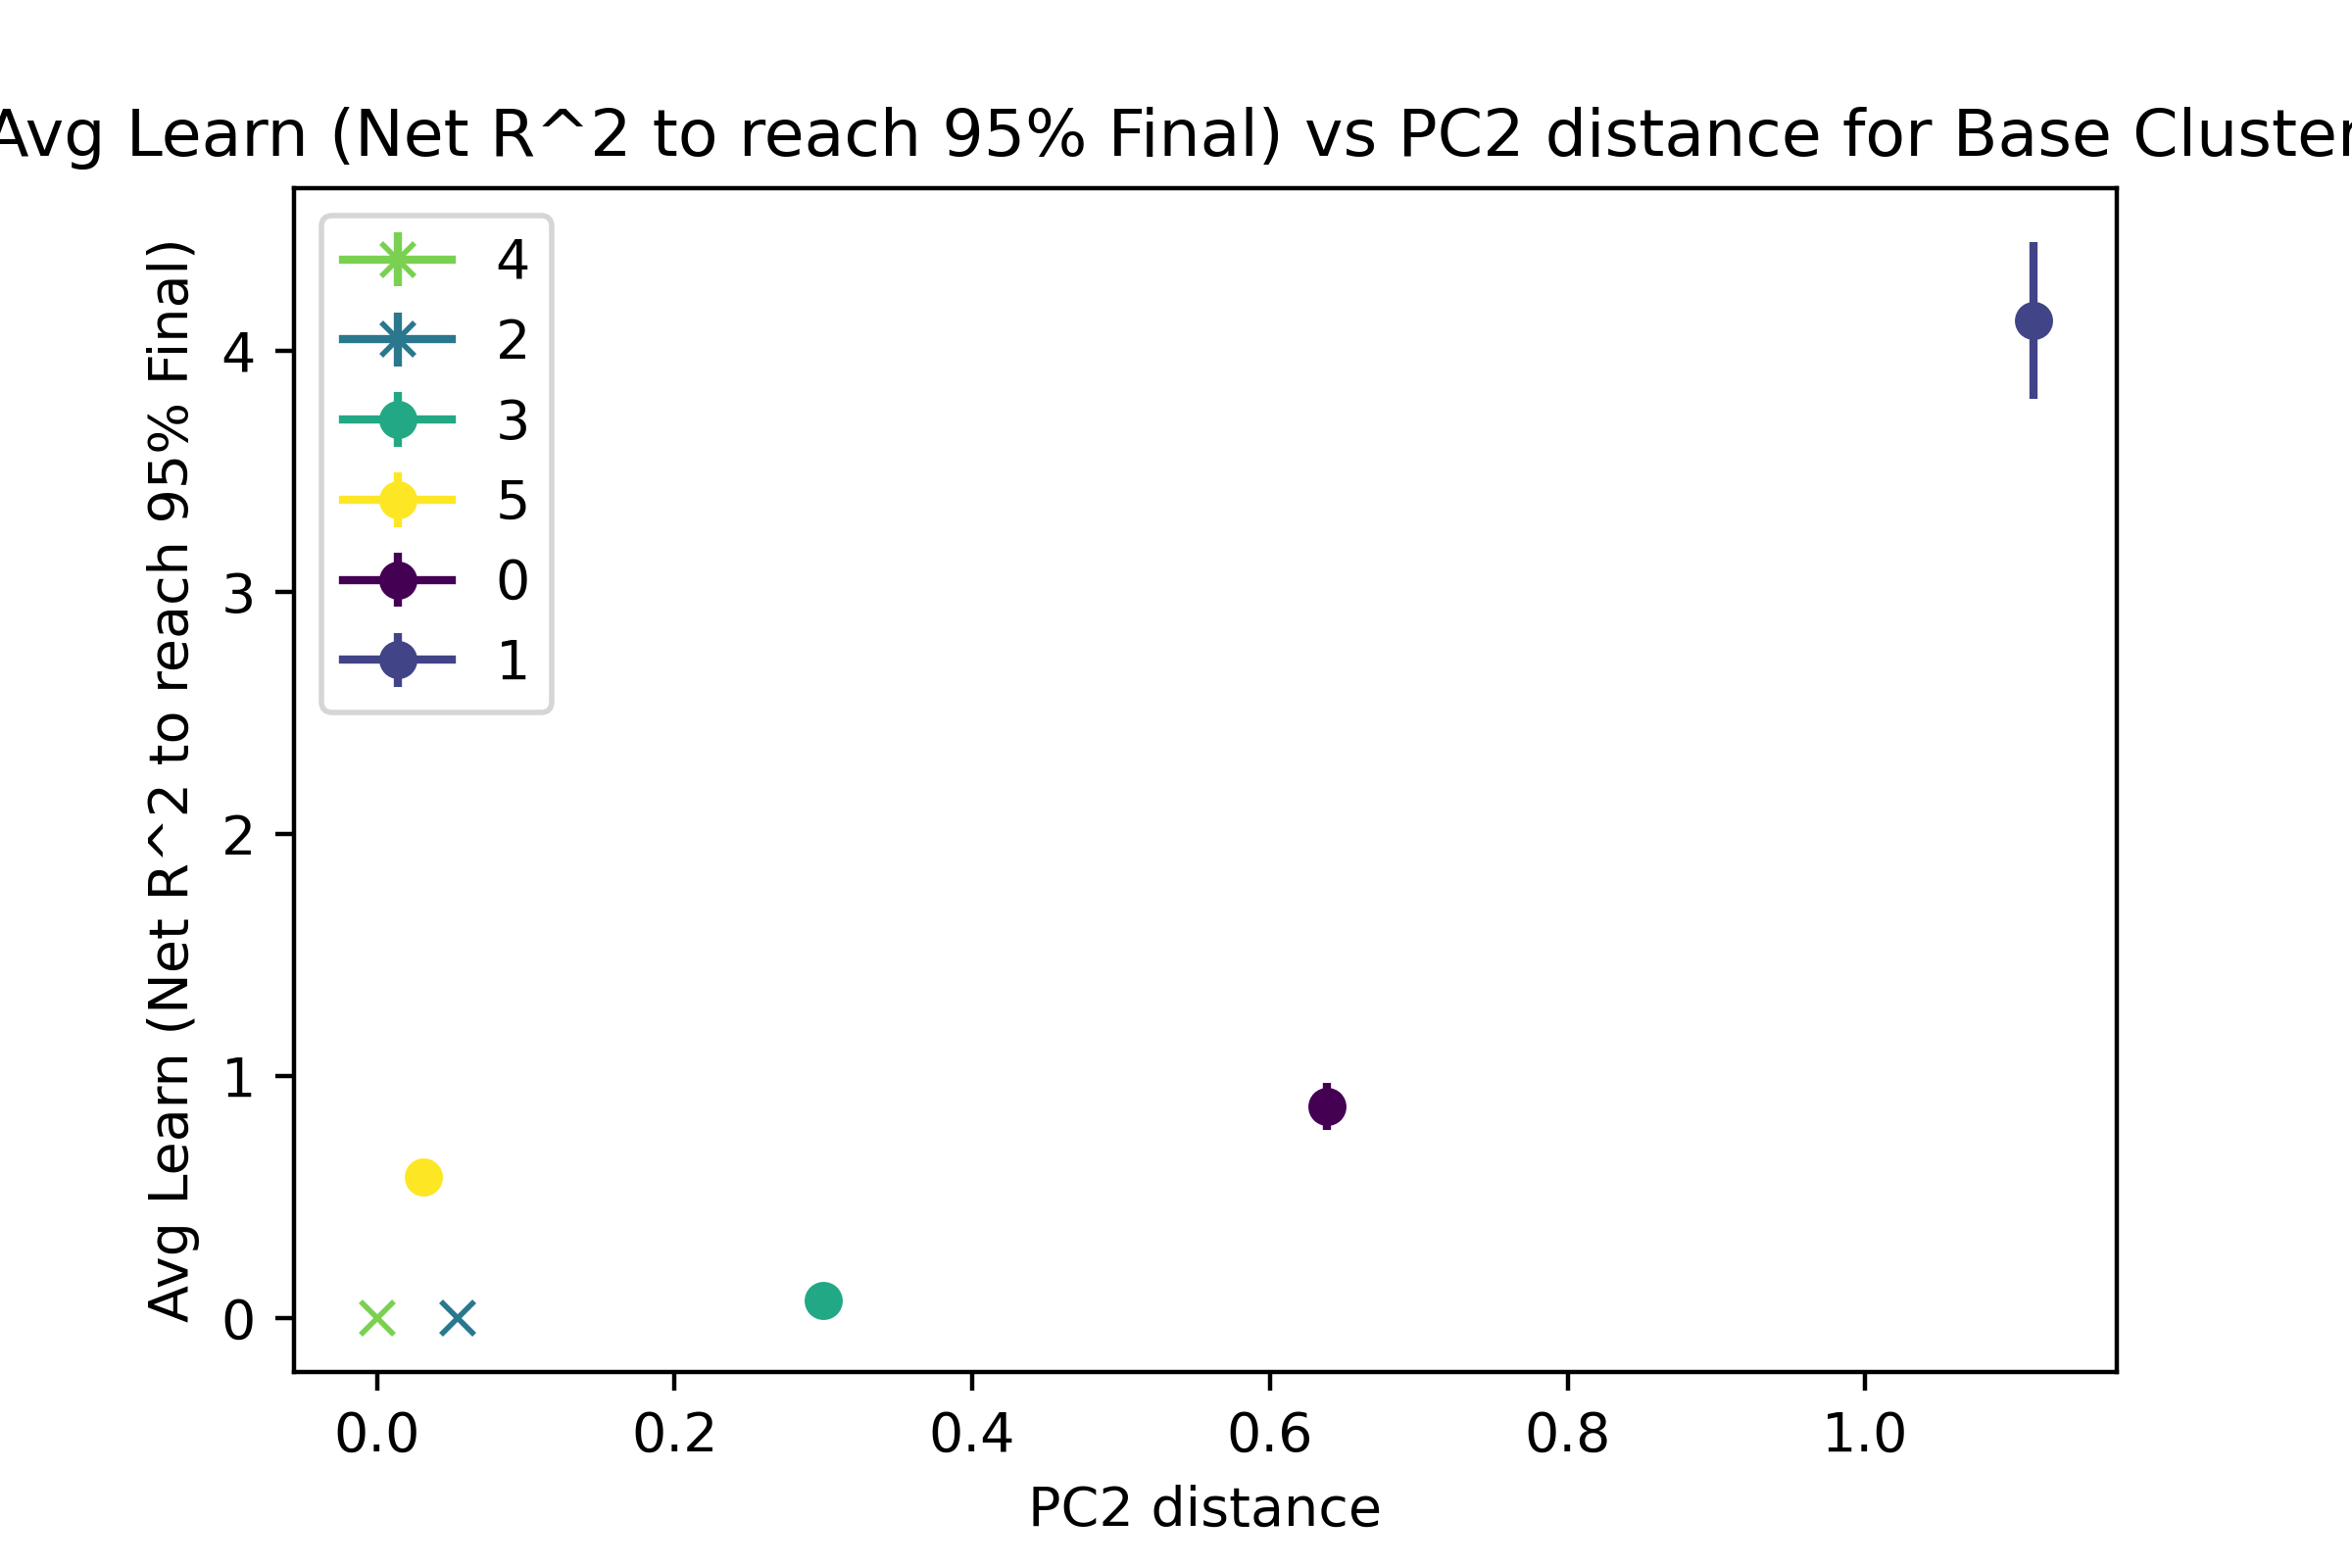 Avg Learn (Net R^2 to reach 95% Final) vs PC2 distance for Base Cluster
Avg Learn (Net R^2 to reach 95% Final)
4
3
2
1
0
4
2
3
5
0
1
0.0 0.2 0.4 0.6 0.8 1.0
PC2 distance